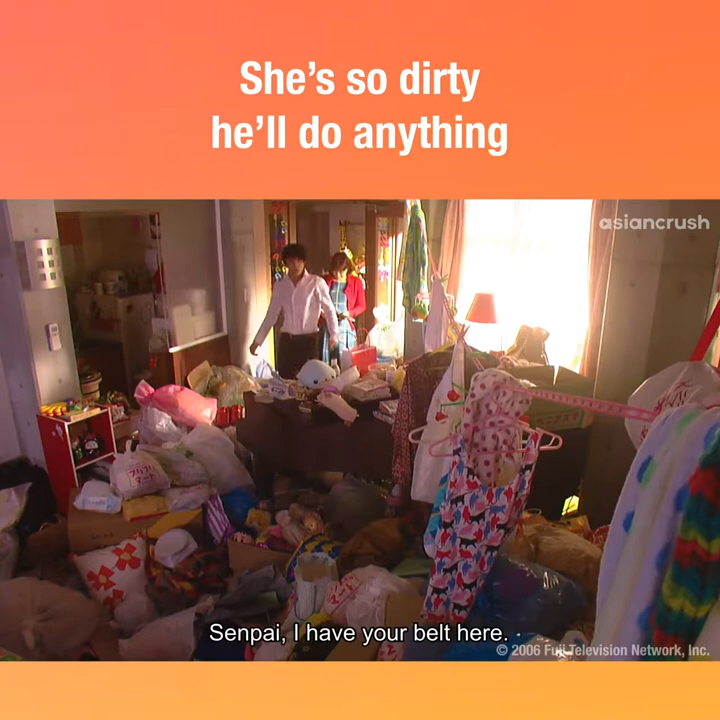 She’s so dirty
he’ll do anything
asiancrush
Senpai, I have your belt here.
© 2006 Fuji Television Network, Inc.